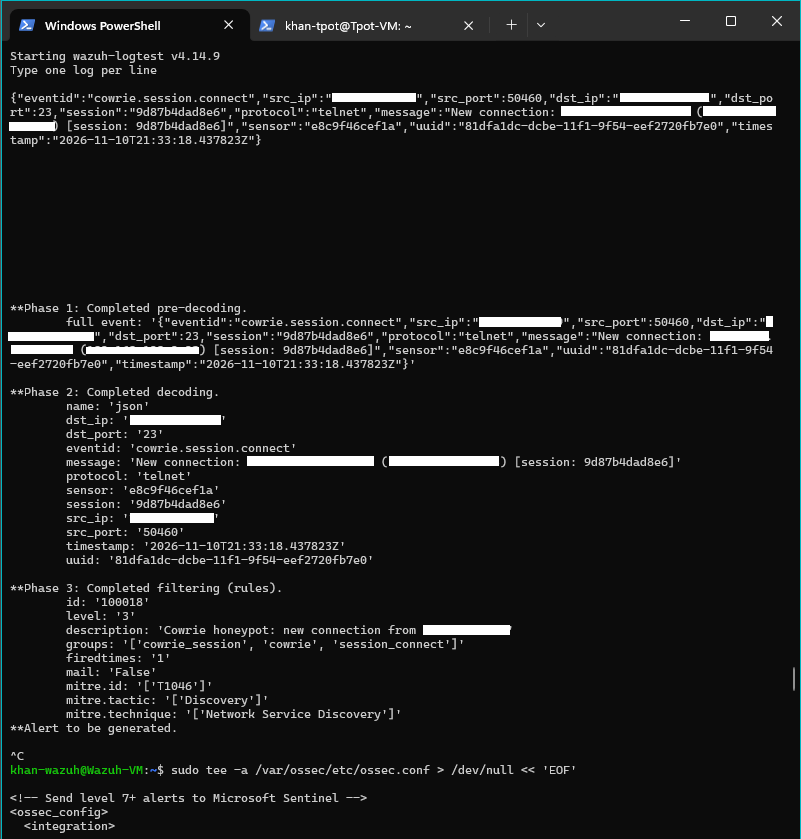 Windows PowerShell
khan-tpot@Tpot-VM: ~
Starting wazuh-logtest v4.14.9
Type one log per line
{"eventid":"cowrie.session.connect","src_ip":"","src_port":50460,"dst_ip":"","dst_po
rt":23,"session":"9d87b4dad8e6","protocol":"telnet","message":"New connection: (
) [session: 9d87b4dad8e6]","sensor":"e8c9f46cef1a","uuid":"81dfa1dc-dcbe-11f1-9f54-eef2720fb7e0","times
tamp":"2026-11-10T21:33:18.437823Z"}
**Phase 1: Completed pre-decoding.
full event: '{"eventid":"cowrie.session.connect","src_ip":"","src_port":50460,"dst_ip":"
","dst_port":23,"session":"9d87b4dad8e6","protocol":"telnet","message":"New connection:
() [session: 9d87b4dad8e6]","sensor":"e8c9f46cef1a","uuid":"81dfa1dc-dcbe-11f1-9f54
-eef2720fb7e0","timestamp":"2026-11-10T21:33:18.437823Z"}'
**Phase 2: Completed decoding.
name: 'json'
dst_ip: ''
dst_port: '23'
eventid: 'cowrie.session.connect'
message: 'New connection: () [session: 9d87b4dad8e6]'
protocol: 'telnet'
sensor: 'e8c9f46cef1a'
session: '9d87b4dad8e6'
src_ip: ''
src_port: '50460'
timestamp: '2026-11-10T21:33:18.437823Z'
uuid: '81dfa1dc-dcbe-11f1-9f54-eef2720fb7e0'
**Phase 3: Completed filtering (rules).
id: '100018'
level: '3'
description: 'Cowrie honeypot: new connection from '
groups: '['cowrie_session', 'cowrie', 'session_connect']'
firedtimes: '1'
mail: 'False'
mitre.id: '['T1046']'
mitre.tactic: '['Discovery']'
mitre.technique: '['Network Service Discovery']'
**Alert to be generated.
^C
khan-wazuh@Wazuh-VM:~$ sudo tee -a /var/ossec/etc/ossec.conf > /dev/null << 'EOF'
<!-- Send level 7+ alerts to Microsoft Sentinel -->
<ossec_config>
<integration>